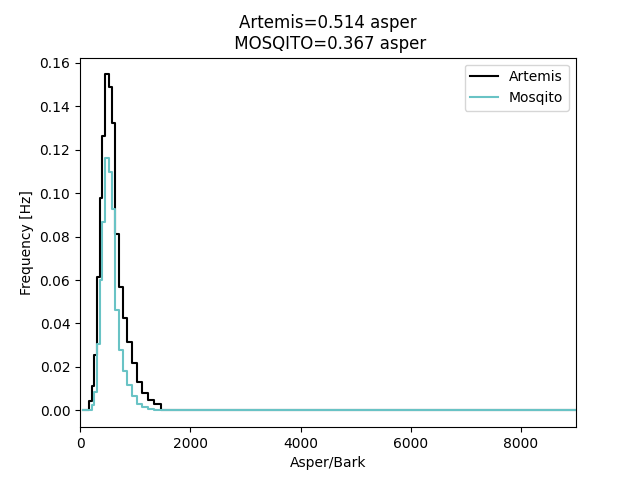 Artemis=0.514 asper
MOSQITO=0.367 asper
Artemis
Mosqito
0.16
0.14
0.12
0.10
0.08
0.06
0.04
0.02
0.00
Frequency [Hz]
0 2000 4000 6000 8000
Asper/Bark